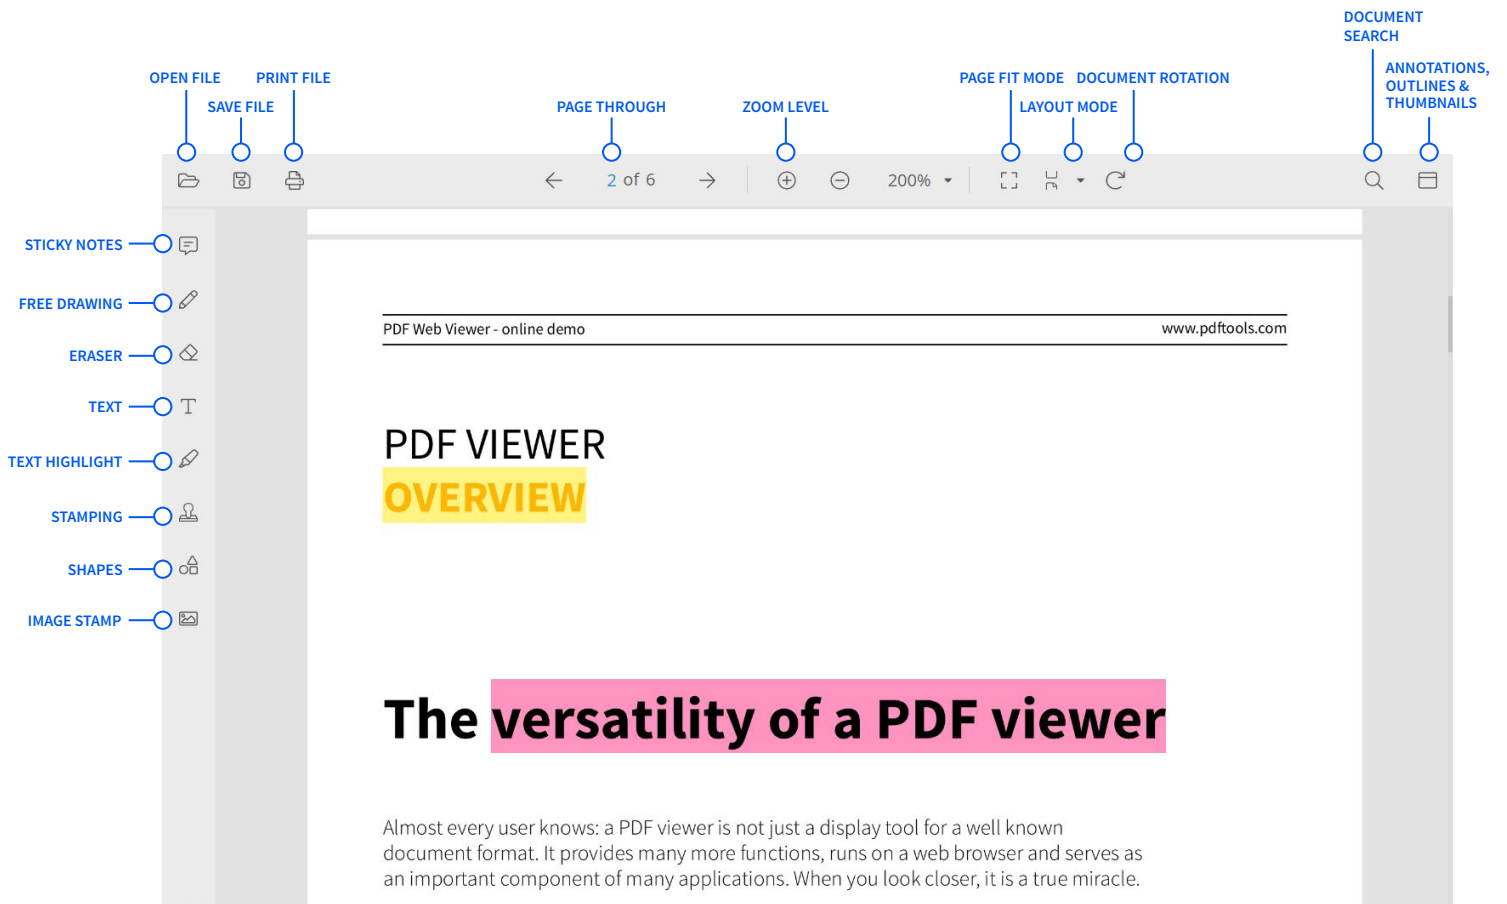 DOCUMENT
SEARCH
ANNOTATIONS,
OUTLINES &
THUMBNAILS
OPEN FILE
PRINT FILE
PAGE FIT MODE
DOCUMENT ROTATION
SAVE FILE
PAGE THROUGH
ZOOM LEVEL
LAYOUT MODE
2 of 6
200%
STICKY NOTES
FREE DRAWING
ERASER
TEXT
TEXT HIGHLIGHT
STAMPING
SHAPES
IMAGE STAMP
PDF Web Viewer - online demo
www.pdftools.com
PDF VIEWER
OVERVIEW
The versatility of a PDF viewer
Almost every user knows: a PDF viewer is not just a display tool for a well known
document format. It provides many more functions, runs on a web browser and serves as
an important component of many applications. When you look closer, it is a true miracle.